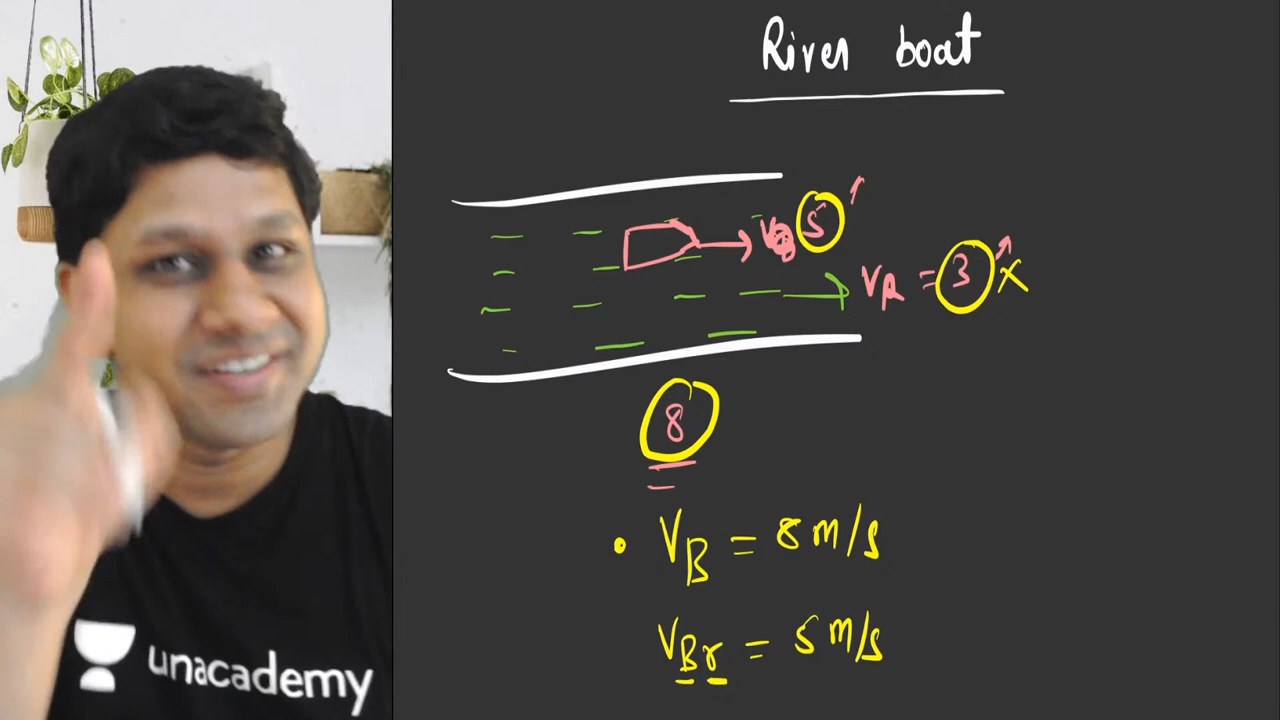 River boat
5
VR = 3 x
8
VB = 8 m/s
VBr = 5 m/s
unacademy